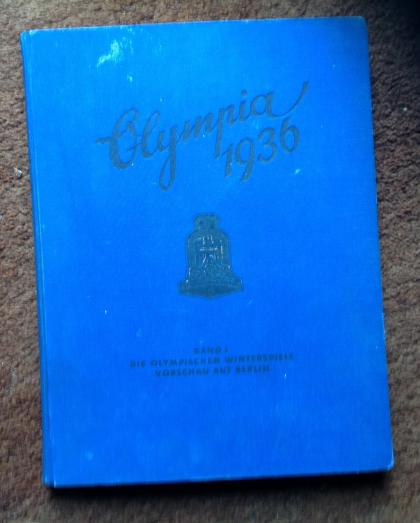 Olympia
1936
BAND I
DIE OLYMPISCHEN WINTERSPIELE
VORSCHAU AUF BERLIN